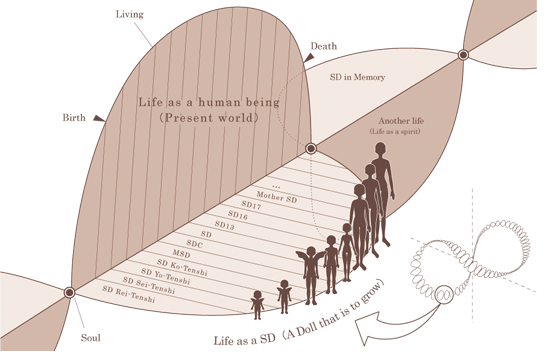 Living
Death
SD in Memory
Life as a human being
(Present world)
Birth
Another life
(Life as a spirit)
...
Mother SD
SD17
SD16
SD13
SD
SDC
MSD
SD Ko-Tenshi
SD Yo-Tenshi
SD Sei-Tenshi
SD Rei-Tenshi
Soul
Life as a SD (A Doll that is to grow)